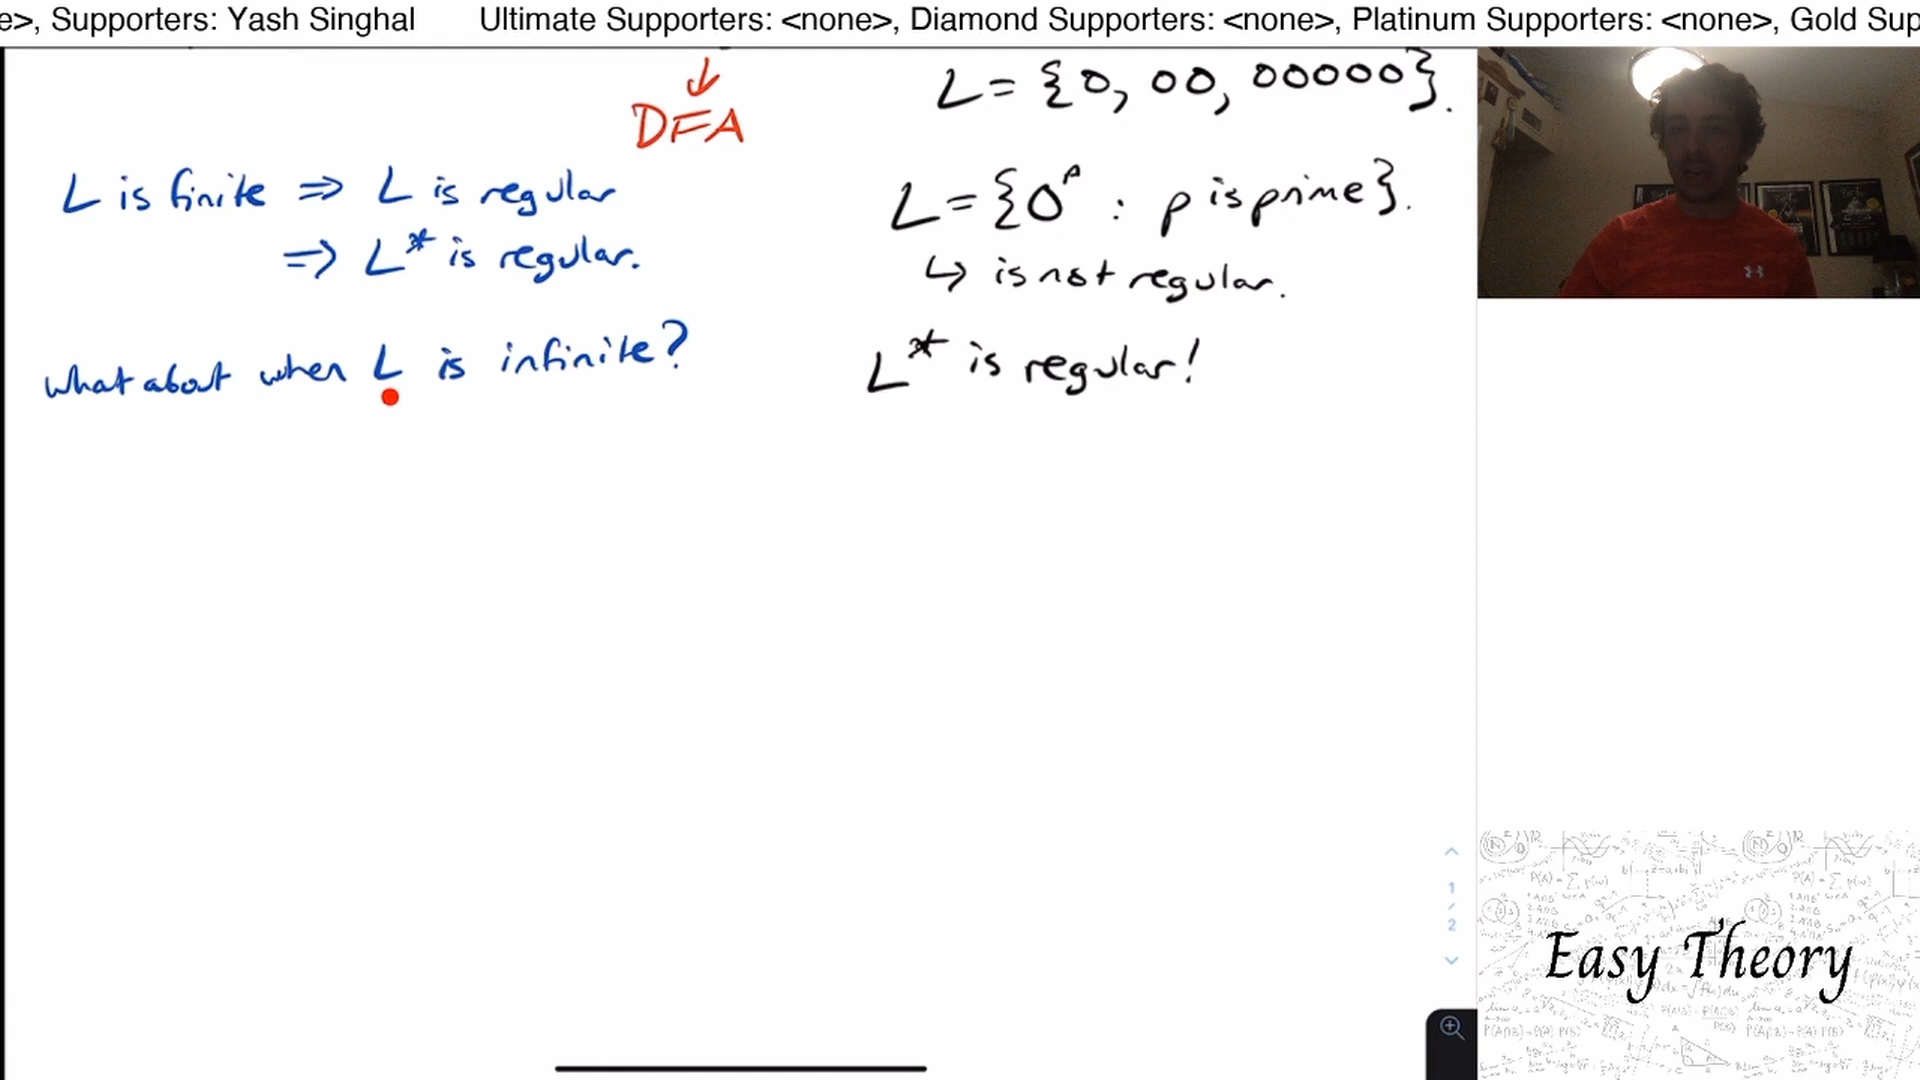 e>, Supporters: Yash Singhal Ultimate Supporters: <none>, Diamond Supporters: <none>, Platinum Supporters: <none>, Gold Sup
DFA
L = {0, 00, 00000}.
L is finite ⇒ L is regular
⇒ L* is regular.
L = {0^p : p is prime}.
↳ is not regular.
what about when L is infinite?
L* is regular!
1
/
2
Easy Theory